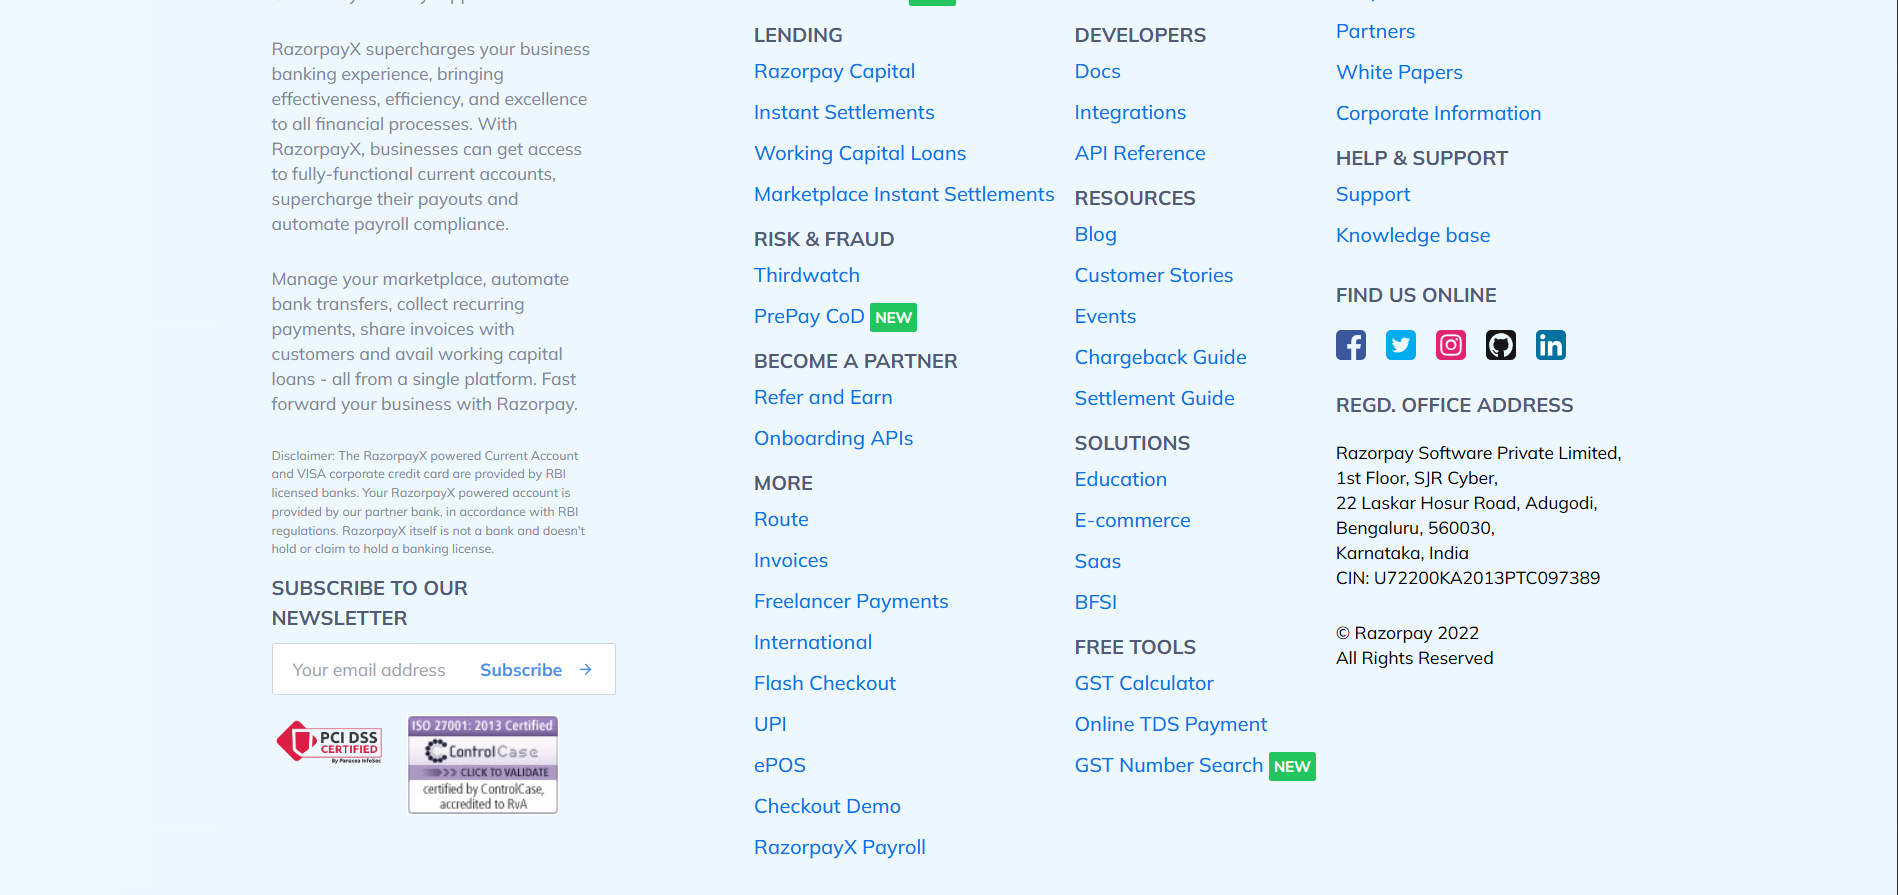 RazorpayX supercharges your business
banking experience, bringing
effectiveness, efficiency, and excellence
to all financial processes. With
RazorpayX, businesses can get access
to fully-functional current accounts,
supercharge their payouts and
automate payroll compliance.
Manage your marketplace, automate
bank transfers, collect recurring
payments, share invoices with
customers and avail working capital
loans - all from a single platform. Fast
forward your business with Razorpay.
Disclaimer: The RazorpayX powered Current Account
and VISA corporate credit card are provided by RBI
licensed banks. Your RazorpayX powered account is
provided by our partner bank, in accordance with RBI
regulations. RazorpayX itself is not a bank and doesn't
hold or claim to hold a banking license.
SUBSCRIBE TO OUR
NEWSLETTER
Your email address Subscribe →
PCI DSS
CERTIFIED
By Panacea InfoSec
ISO 27001: 2013 Certified
ControlCase
>>> CLICK TO VALIDATE
certified by ControlCase,
accredited to RvA
LENDING
Razorpay Capital
Instant Settlements
Working Capital Loans
Marketplace Instant Settlements
RISK & FRAUD
Thirdwatch
PrePay CoD NEW
BECOME A PARTNER
Refer and Earn
Onboarding APIs
MORE
Route
Invoices
Freelancer Payments
International
Flash Checkout
UPI
ePOS
Checkout Demo
RazorpayX Payroll
DEVELOPERS
Docs
Integrations
API Reference
RESOURCES
Blog
Customer Stories
Events
Chargeback Guide
Settlement Guide
SOLUTIONS
Education
E-commerce
Saas
BFSI
FREE TOOLS
GST Calculator
Online TDS Payment
GST Number Search NEW
Partners
White Papers
Corporate Information
HELP & SUPPORT
Support
Knowledge base
FIND US ONLINE
REGD. OFFICE ADDRESS
Razorpay Software Private Limited,
1st Floor, SJR Cyber,
22 Laskar Hosur Road, Adugodi,
Bengaluru, 560030,
Karnataka, India
CIN: U72200KA2013PTC097389
© Razorpay 2022
All Rights Reserved